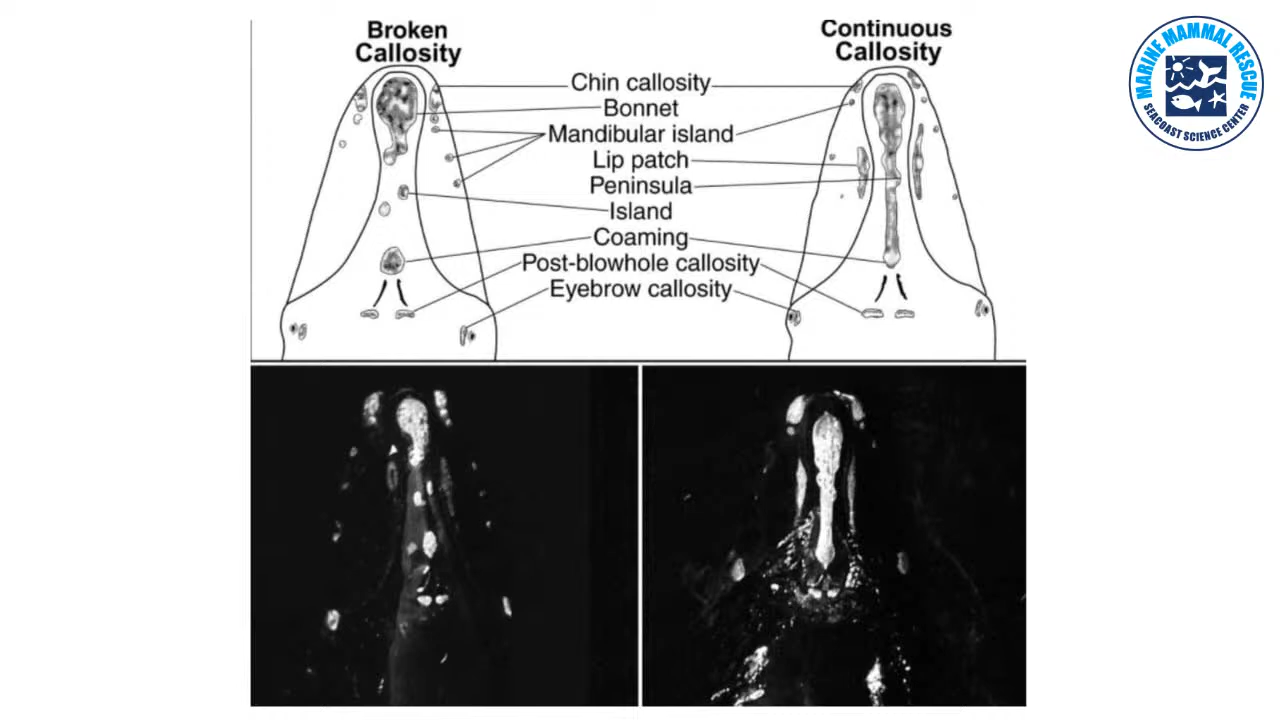 Broken
Callosity
Continuous
Callosity
Chin callosity
Bonnet
Mandibular island
Lip patch
Peninsula
Island
Coaming
Post-blowhole callosity
Eyebrow callosity
MARINE MAMMAL RESCUE
SEACOAST SCIENCE CENTER